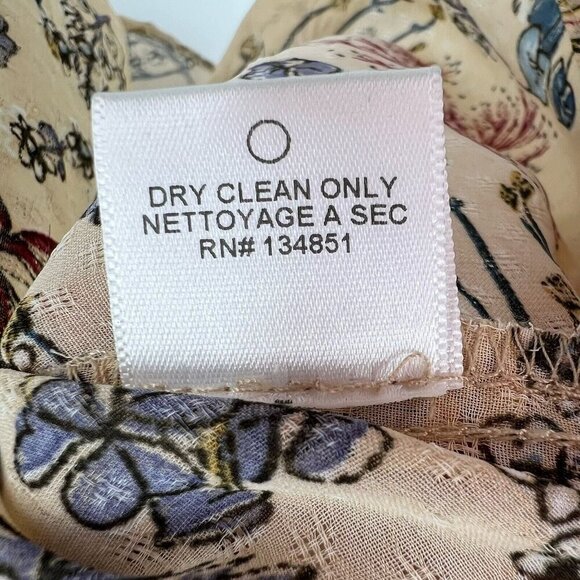 DRY CLEAN ONLY
NETTOYAGE A SEC
RN# 134851